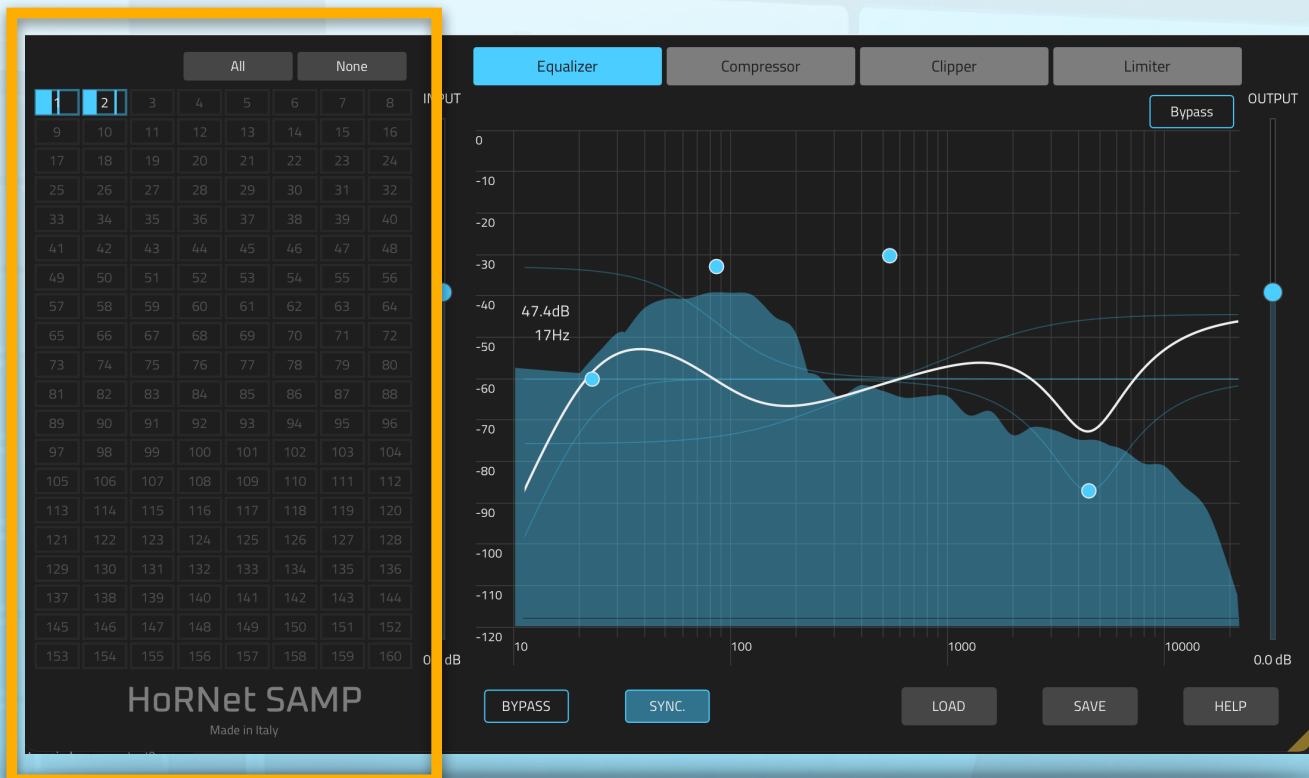 All None
1 2 3 4 5 6 7 8
9 10 11 12 13 14 15 16
17 18 19 20 21 22 23 24
25 26 27 28 29 30 31 32
33 34 35 36 37 38 39 40
41 42 43 44 45 46 47 48
49 50 51 52 53 54 55 56
57 58 59 60 61 62 63 64
65 66 67 68 69 70 71 72
73 74 75 76 77 78 79 80
81 82 83 84 85 86 87 88
89 90 91 92 93 94 95 96
97 98 99 100 101 102 103 104
105 106 107 108 109 110 111 112
113 114 115 116 117 118 119 120
121 122 123 124 125 126 127 128
129 130 131 132 133 134 135 136
137 138 139 140 141 142 143 144
145 146 147 148 149 150 151 152
153 154 155 156 157 158 159 160
HoRNet SAMP
Made in Italy
Equalizer Compressor Clipper Limiter
Bypass
OUTPUT
0
-10
-20
-30
-40
-50
-60
-70
-80
-90
-100
-110
-120
47.4dB
17Hz
10 100 1000 10000
dB
0.0 dB
BYPASS SYNC. LOAD SAVE HELP